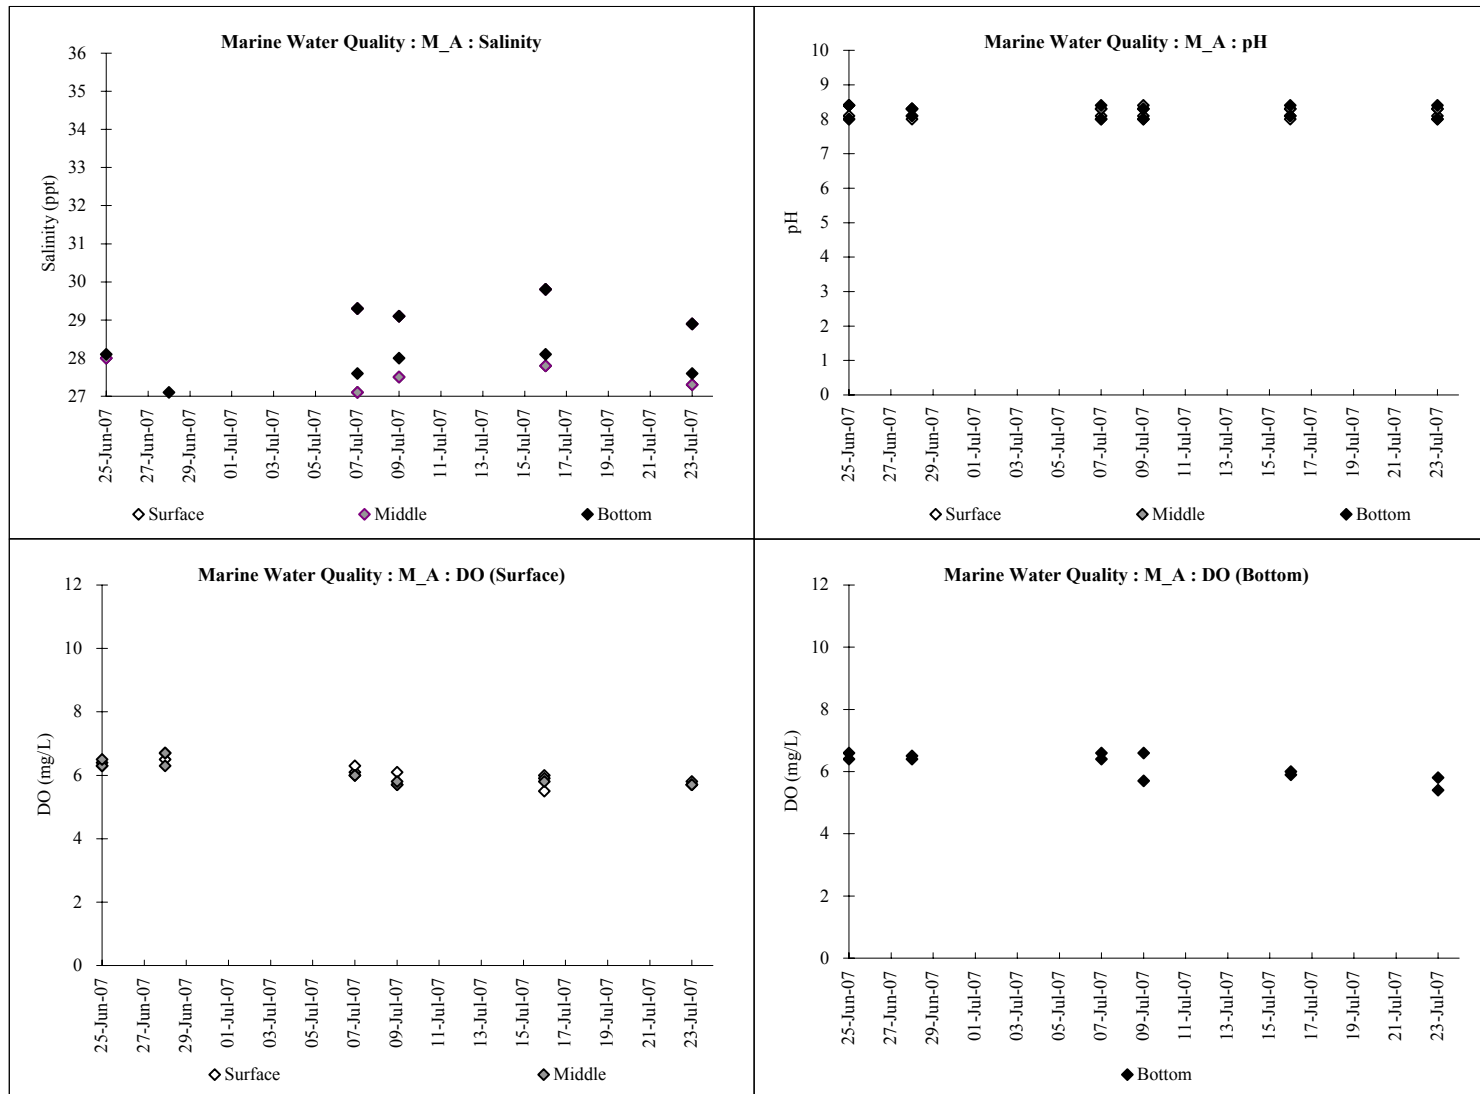 Marine Water Quality : M_A : Salinity
36
35
34
33
32
31
30
29
28
27
Salinity (ppt)
25-Jun-07
27-Jun-07
29-Jun-07
01-Jul-07
03-Jul-07
05-Jul-07
07-Jul-07
09-Jul-07
11-Jul-07
13-Jul-07
15-Jul-07
17-Jul-07
19-Jul-07
21-Jul-07
23-Jul-07
Surface Middle Bottom
Marine Water Quality : M_A : pH
10
9
8
7
6
5
4
3
2
1
0
pH
25-Jun-07
27-Jun-07
29-Jun-07
01-Jul-07
03-Jul-07
05-Jul-07
07-Jul-07
09-Jul-07
11-Jul-07
13-Jul-07
15-Jul-07
17-Jul-07
19-Jul-07
21-Jul-07
23-Jul-07
Surface Middle Bottom
Marine Water Quality : M_A : DO (Surface)
12
10
8
6
4
2
0
DO (mg/L)
25-Jun-07
27-Jun-07
29-Jun-07
01-Jul-07
03-Jul-07
05-Jul-07
07-Jul-07
09-Jul-07
11-Jul-07
13-Jul-07
15-Jul-07
17-Jul-07
19-Jul-07
21-Jul-07
23-Jul-07
Surface Middle
Marine Water Quality : M_A : DO (Bottom)
12
10
8
6
4
2
0
DO (mg/L)
25-Jun-07
27-Jun-07
29-Jun-07
01-Jul-07
03-Jul-07
05-Jul-07
07-Jul-07
09-Jul-07
11-Jul-07
13-Jul-07
15-Jul-07
17-Jul-07
19-Jul-07
21-Jul-07
23-Jul-07
Bottom